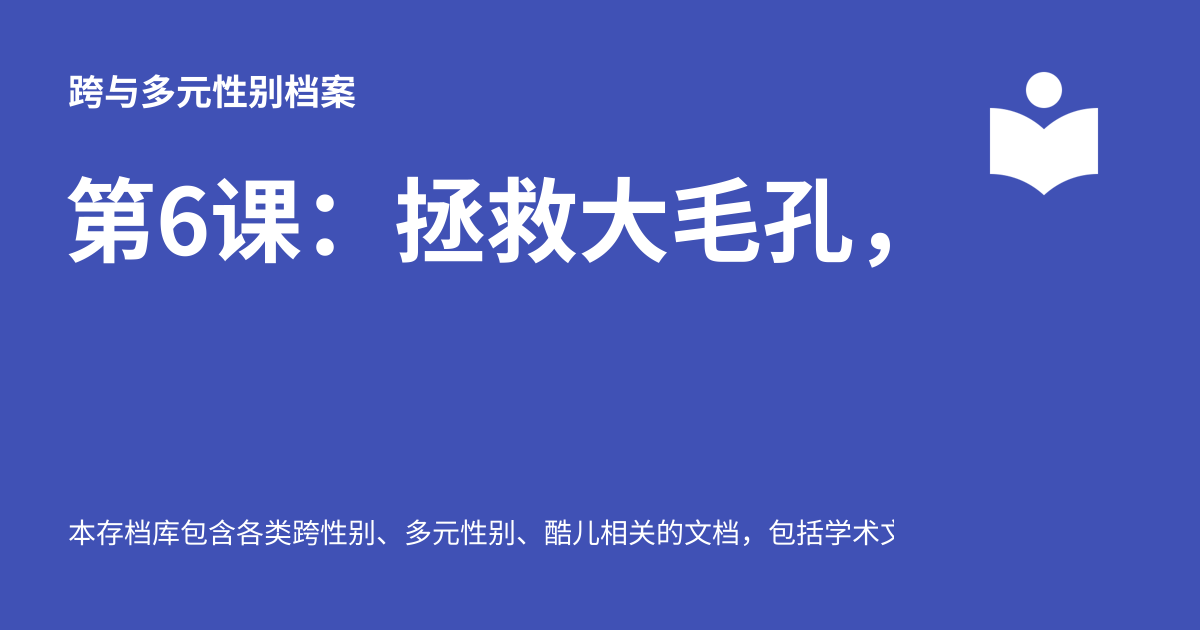 跨与多元性别档案
第6课：拯救大毛孔，
本存档库包含各类跨性别、多元性别、酷儿相关的文档，包括学术